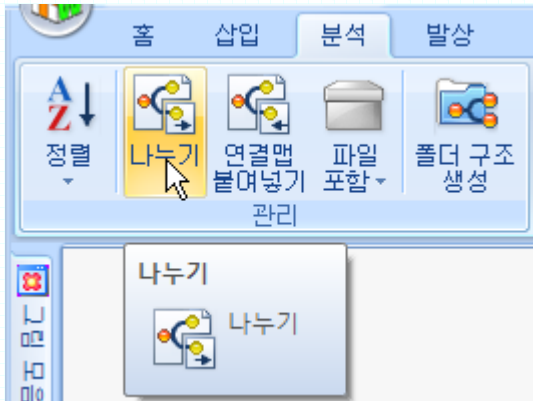 홈 삽입 분석 발상
정렬 나누기 연결맵 붙여넣기 파일 포함 폴더 구조 생성
관리
나누기
나누기